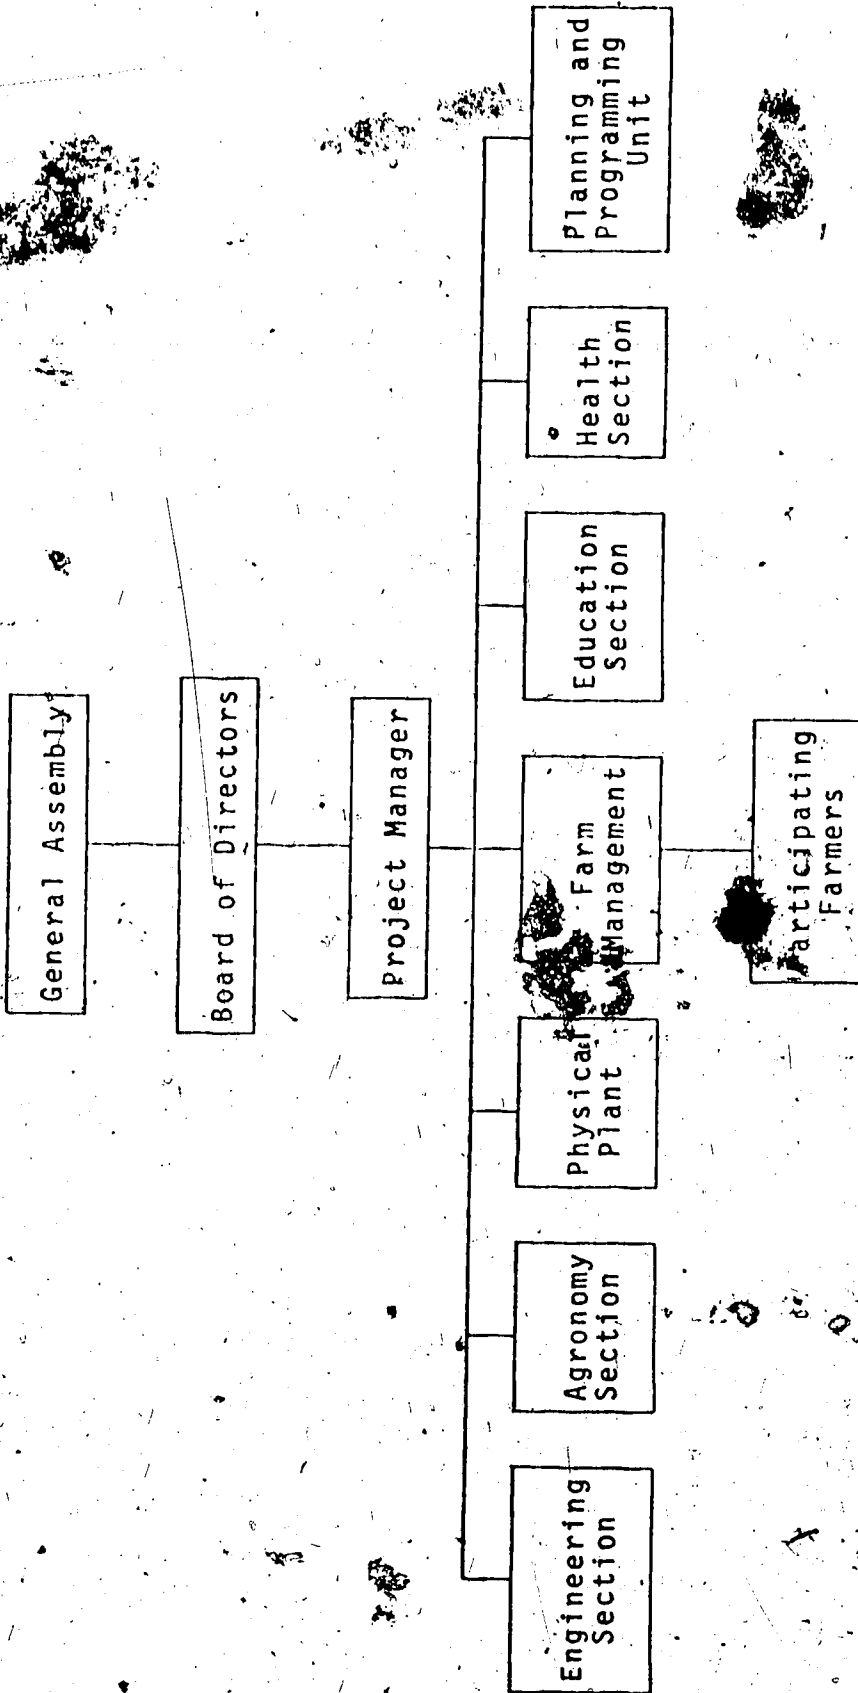 General Assembly
Board of Directors
Project Manager
Engineering
Section
Agronomy
Section
Physical
Plant
Farm
Management
Education
Section
Health
Section
Planning and
Programming
Unit
Participating
Farmers